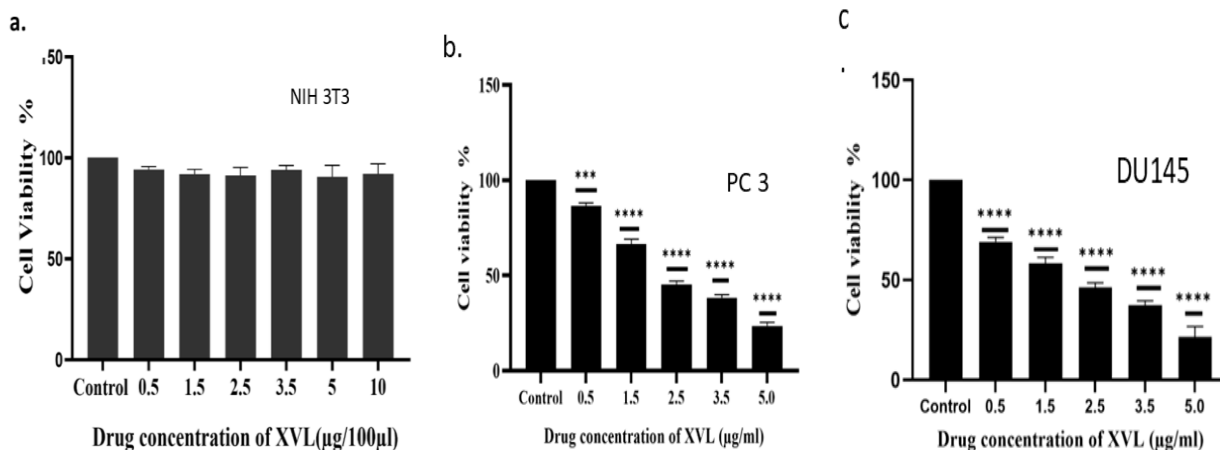 a.
150
100
50
0
Cell Viability %
NIH 3T3
Control 0.5 1.5 2.5 3.5 5 10
Drug concentration of XVL(µg/100µl)
b.
150
100
50
0
Cell viability %
PC 3
***
****
****
****
****
Control 0.5 1.5 2.5 3.5 5.0
Drug concentration of XVL (µg/ml)
C
.
150
100
50
0
Cell viability %
DU145
****
****
****
****
****
Control 0.5 1.5 2.5 3.5 5.0
Drug concentration of XVL (µg/ml)